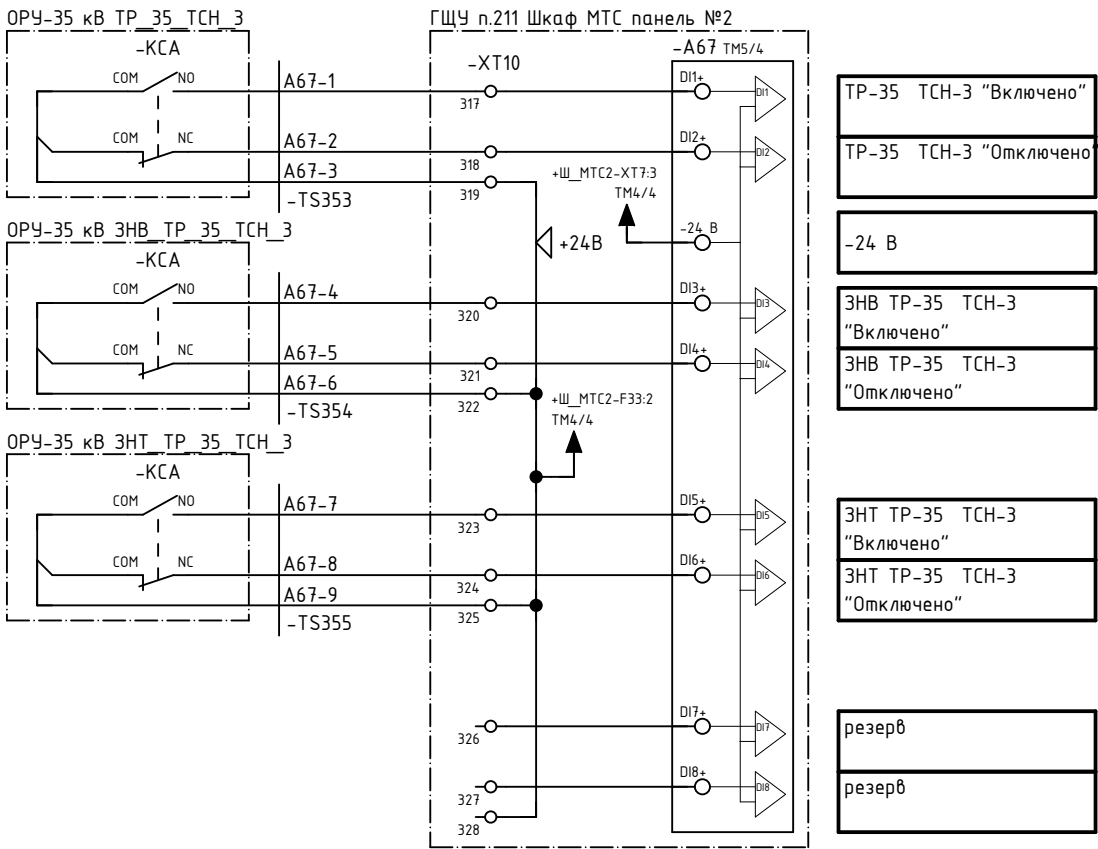 ОРУ-35 кВ ТР_35_ТСН_3
-КСА
COM NO
COM NC
A67-1
A67-2
A67-3
-TS353
ОРУ-35 кВ ЗНВ_ТР_35_ТСН_3
-КСА
COM NO
COM NC
A67-4
A67-5
A67-6
-TS354
ОРУ-35 кВ ЗНТ_ТР_35_ТСН_3
-КСА
COM NO
COM NC
A67-7
A67-8
A67-9
-TS355
ГЩУ п.211 Шкаф МТС панель №2
-XT10
317
318
319
320
321
322
323
324
325
326
327
328
+Ш_МТС2-XT7:3
TM4/4
+24В
+Ш_МТС2-F33:2
TM4/4
-A67 TM5/4
DI1+ DI1
DI2+ DI2
-24 В
DI3+ DI3
DI4+ DI4
DI5+ DI5
DI6+ DI6
DI7+ DI7
DI8+ DI8
ТР-35 ТСН-3 "Включено"
ТР-35 ТСН-3 "Отключено"
-24 В
ЗНВ ТР-35 ТСН-3
"Включено"
ЗНВ ТР-35 ТСН-3
"Отключено"
ЗНТ ТР-35 ТСН-3
"Включено"
ЗНТ ТР-35 ТСН-3
"Отключено"
резерв
резерв